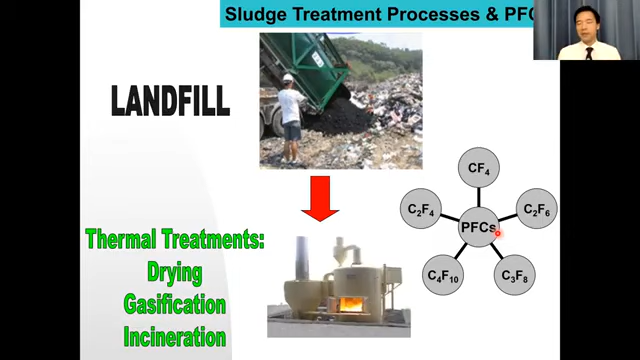 Sludge Treatment Processes & PFC
LANDFILL
CF4
C2F4
C2F6
PFCs
C4F10
C3F8
Thermal Treatments:
Drying
Gasification
Incineration